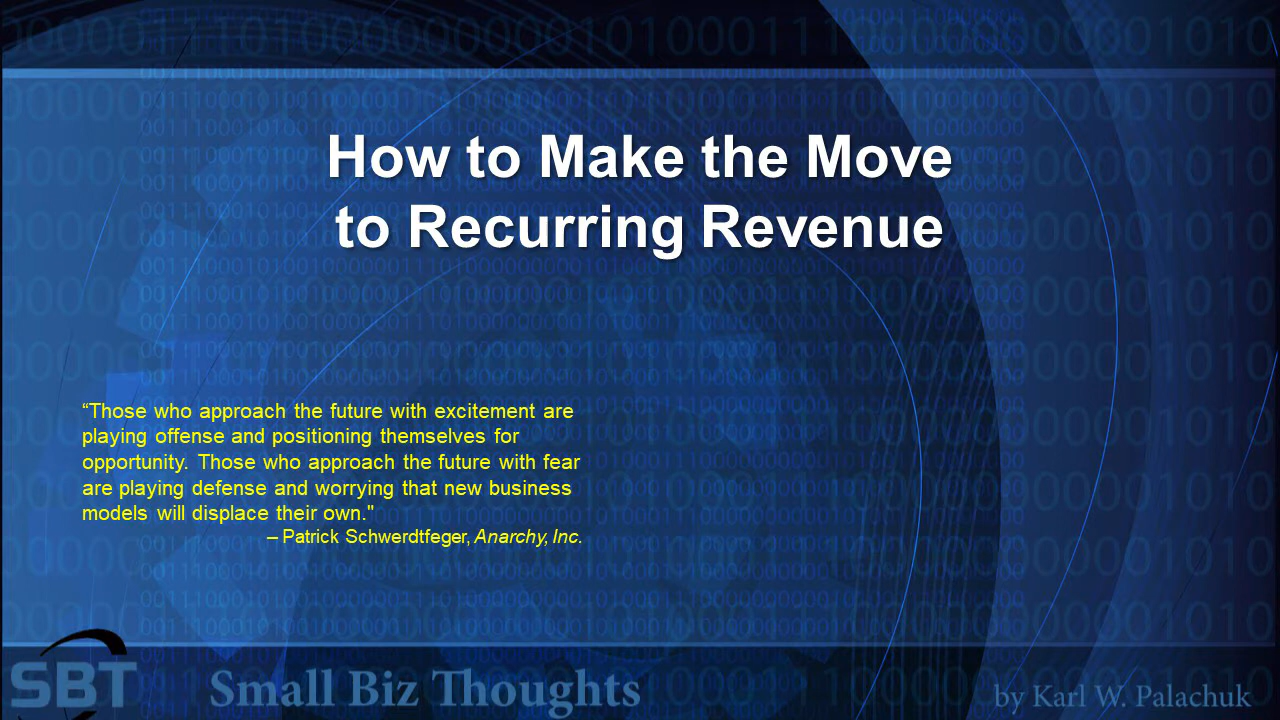 How to Make the Move
to Recurring Revenue
“Those who approach the future with excitement are
playing offense and positioning themselves for
opportunity. Those who approach the future with fear
are playing defense and worrying that new business
models will displace their own."
– Patrick Schwerdtfeger, Anarchy, Inc.
SBT
Small Biz Thoughts
by Karl W. Palachuk